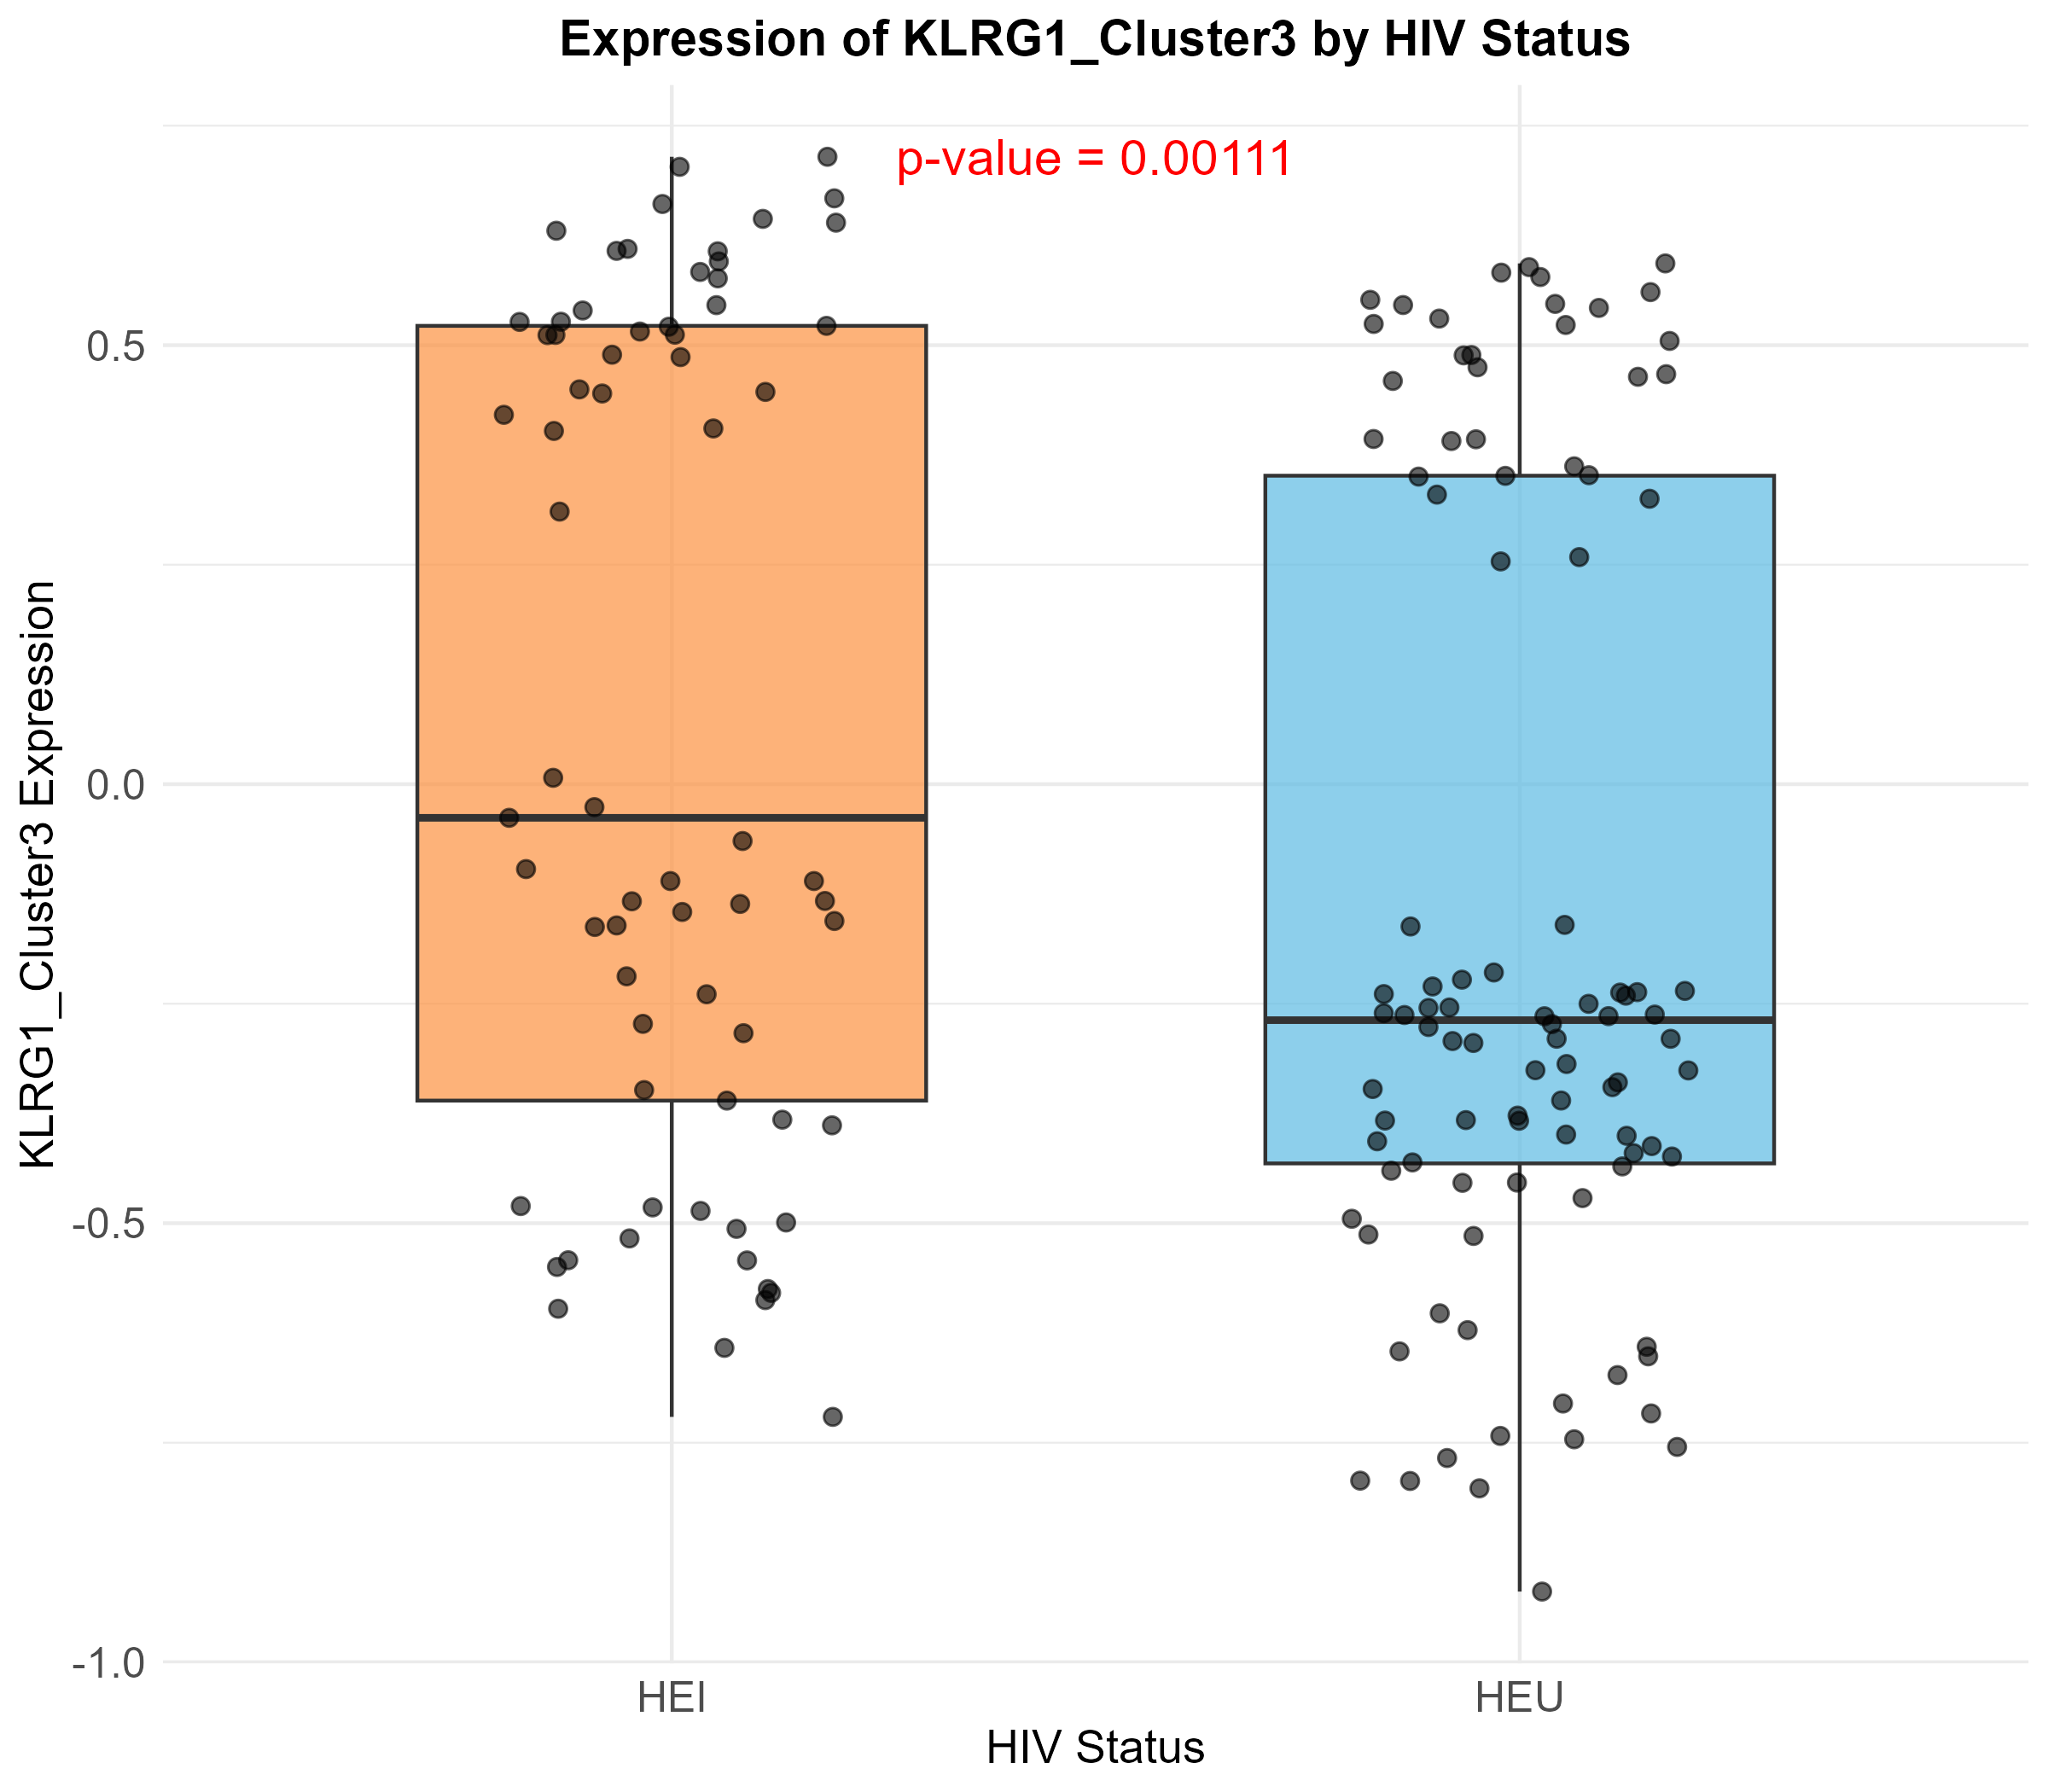 Expression of KLRG1_Cluster3 by HIV Status
p-value = 0.00111
KLRG1_Cluster3 Expression
0.5
0.0
-0.5
-1.0
HEI
HEU
HIV Status